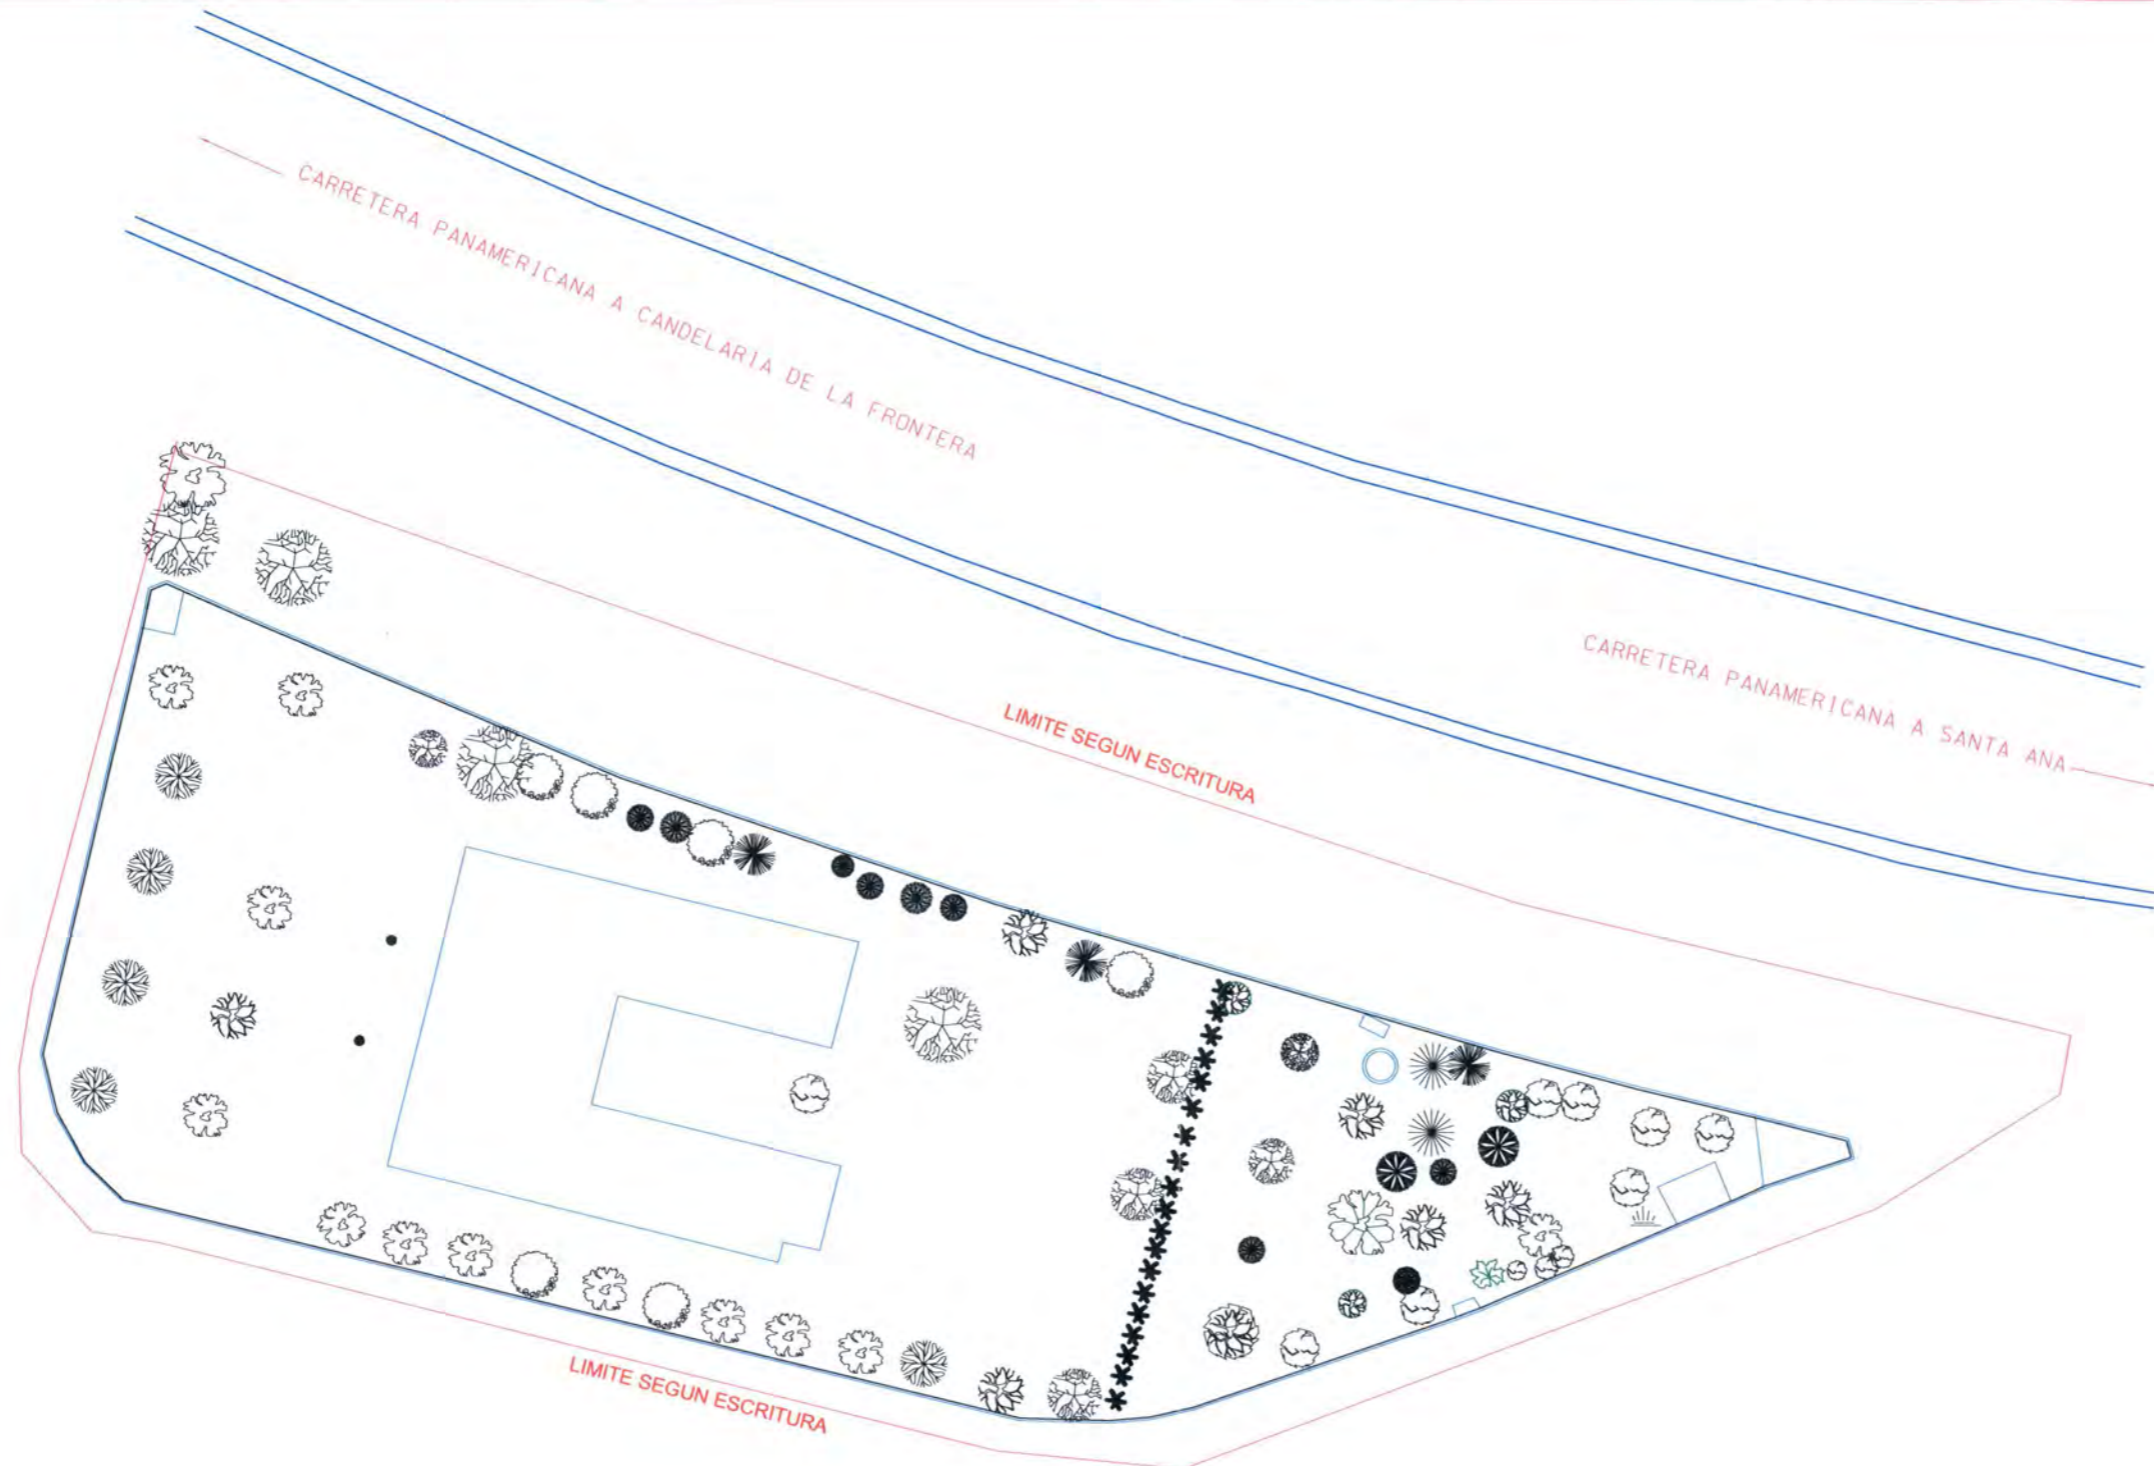 CARRETERA PANAMERICANA A CANDELARIA DE LA FRONTERA
CARRETERA PANAMERICANA A SANTA ANA
LIMITE SEGUN ESCRITURA
LIMITE SEGUN ESCRITURA